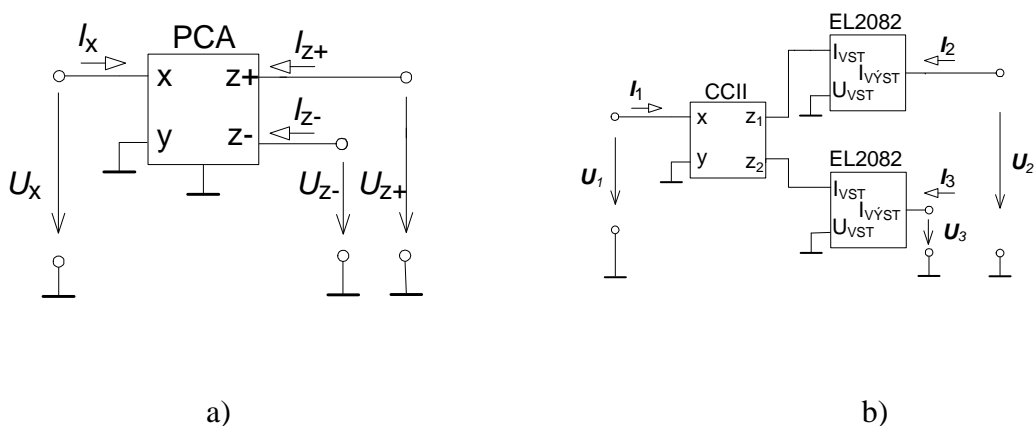 PCA
Ix
Iz+
x z+
Iz-
y z-
Ux
Uz- Uz+
a)
EL2082
I2
IVST
IVÝST
UVST
I1
CCII
x z1
y z2
U1
U2
EL2082
I3
IVST
IVÝST
UVST
U3
b)